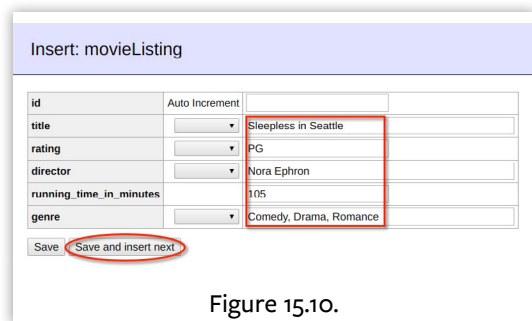 Insert: movieListing
id Auto Increment
title Sleepless in Seattle
rating PG
director Nora Ephron
running_time_in_minutes 105
genre Comedy, Drama, Romance
Save Save and insert next
Figure 15.10.